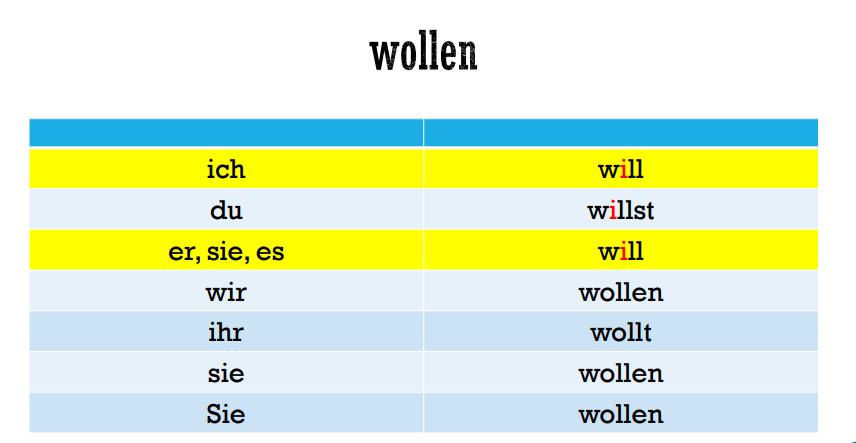 wollen
ich will
du willst
er, sie, es will
wir wollen
ihr wollt
sie wollen
Sie wollen